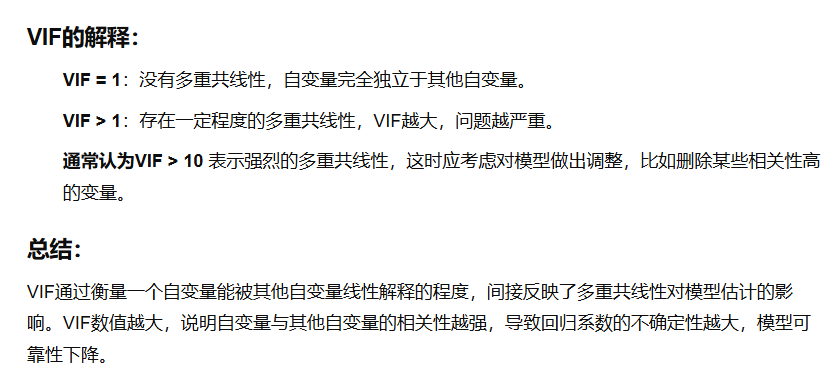 VIF的解释：
VIF = 1：没有多重共线性，自变量完全独立于其他自变量。
VIF > 1：存在一定程度的多重共线性，VIF越大，问题越严重。
通常认为VIF > 10 表示强烈的多重共线性，这时应考虑对模型做出调整，比如删除某些相关性高
的变量。
总结：
VIF通过衡量一个自变量能被其他自变量线性解释的程度，间接反映了多重共线性对模型估计的影
响。VIF数值越大，说明自变量与其他自变量的相关性越强，导致回归系数的不确定性越大，模型可
靠性下降。